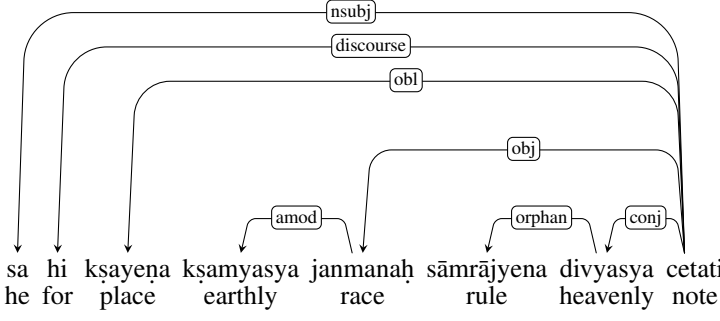 nsubj
discourse
obl
obj
amod orphan conj
sa hi kṣayeṇa kṣamyasya janmanaḥ sāmrājyena divyasya cetati
he for place earthly race rule heavenly note